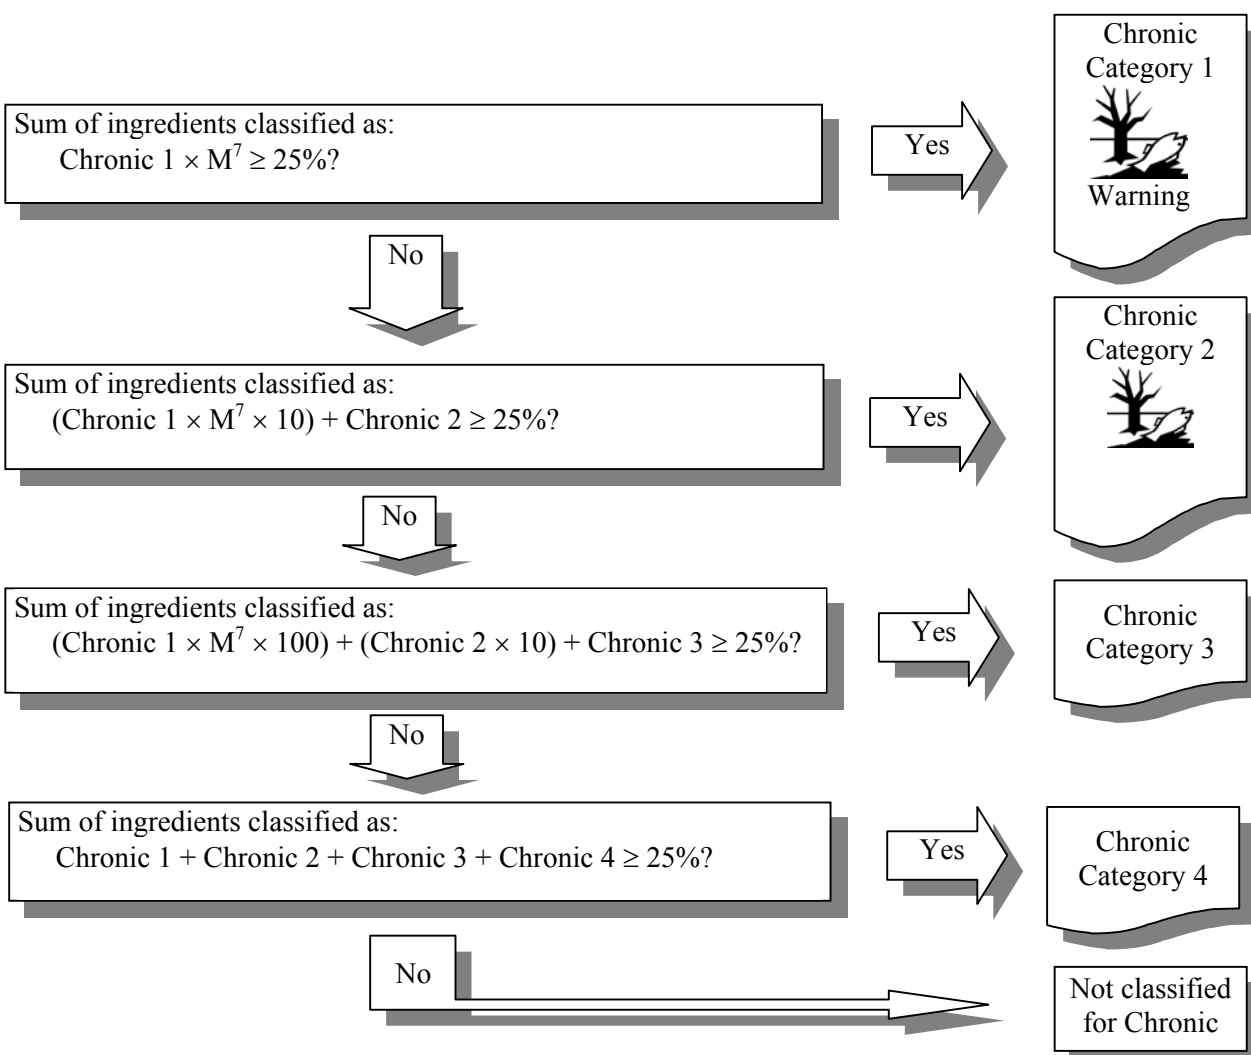 Chronic
Category 1
Warning
Sum of ingredients classified as:
Chronic 1 × M⁷ ≥ 25%?
Yes
No
Chronic
Category 2
Sum of ingredients classified as:
(Chronic 1 × M⁷ × 10) + Chronic 2 ≥ 25%?
Yes
No
Sum of ingredients classified as:
(Chronic 1 × M⁷ × 100) + (Chronic 2 × 10) + Chronic 3 ≥ 25%?
Yes
Chronic
Category 3
No
Sum of ingredients classified as:
Chronic 1 + Chronic 2 + Chronic 3 + Chronic 4 ≥ 25%?
Yes
Chronic
Category 4
No
Not classified
for Chronic